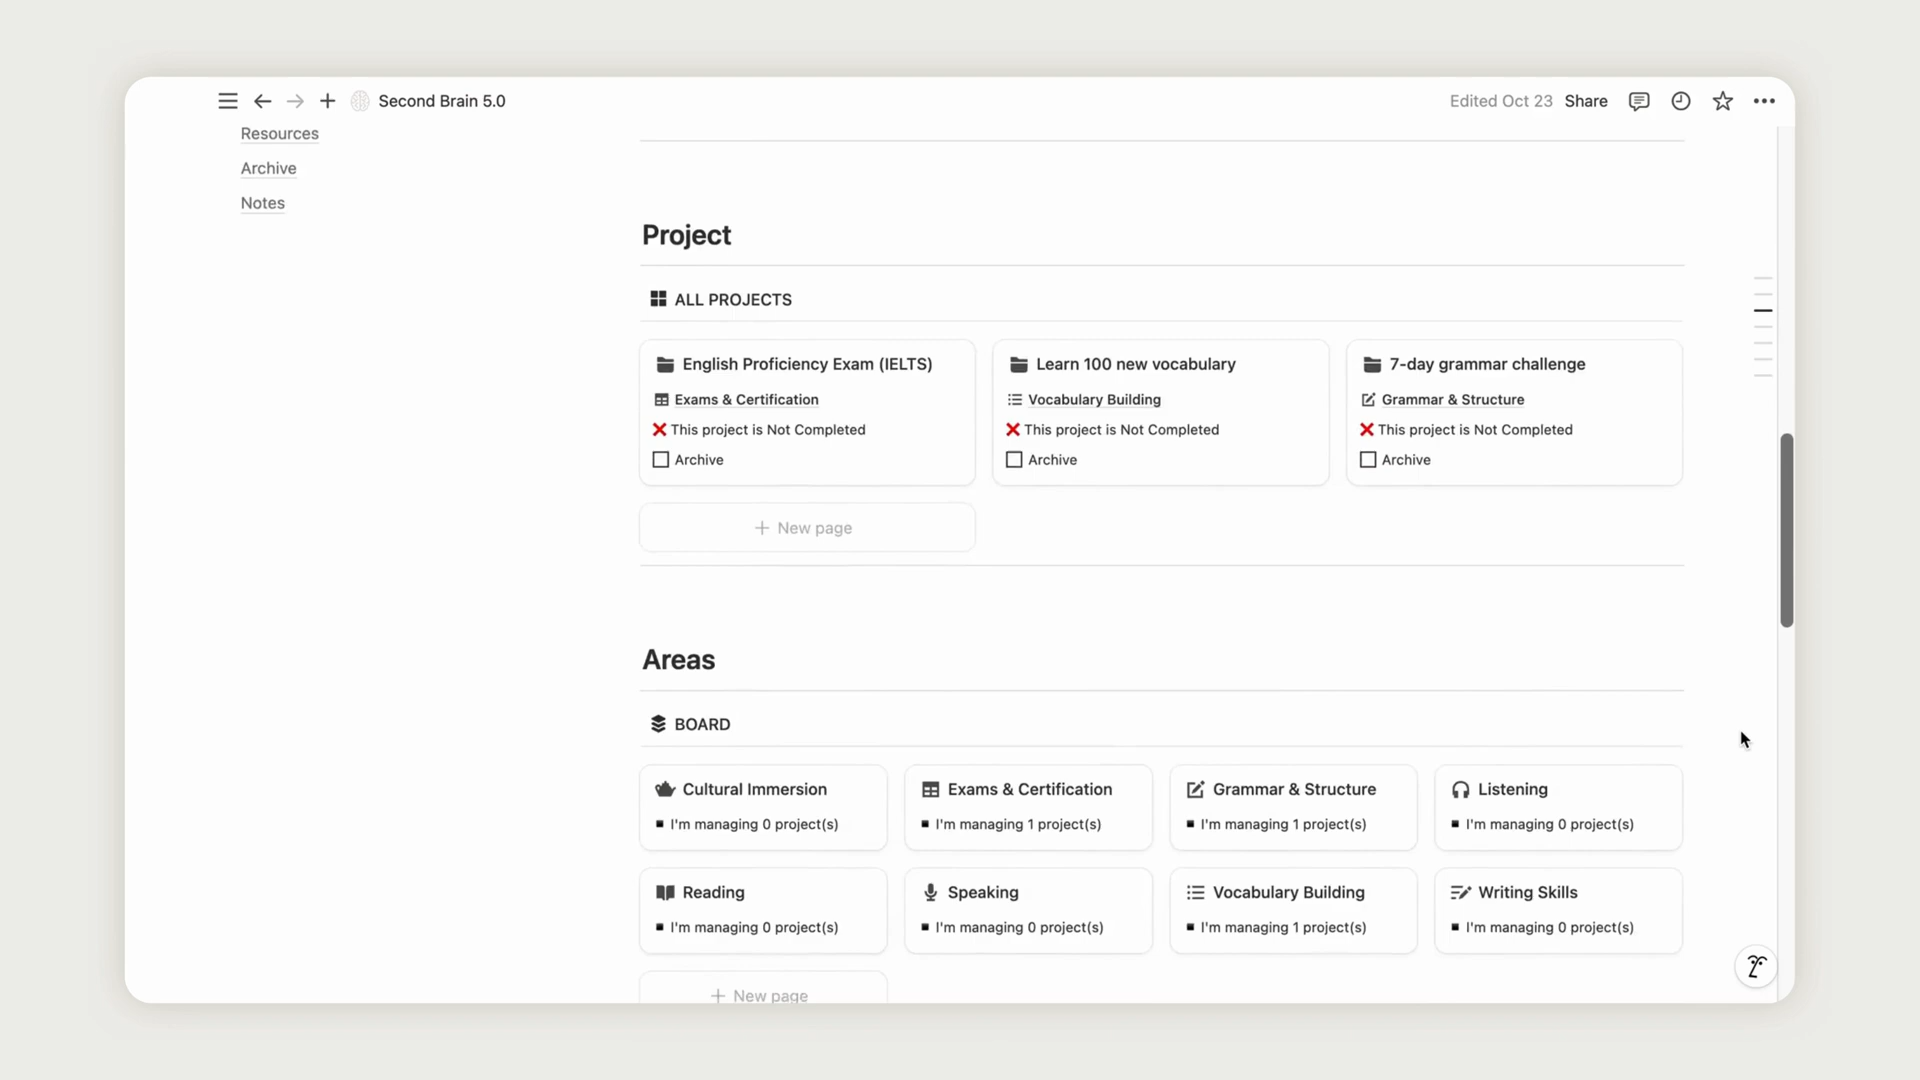 Second Brain 5.0
Edited Oct 23 Share
Resources
Archive
Notes
Project
ALL PROJECTS
English Proficiency Exam (IELTS)
Exams & Certification
This project is Not Completed
Archive
Learn 100 new vocabulary
Vocabulary Building
This project is Not Completed
Archive
7-day grammar challenge
Grammar & Structure
This project is Not Completed
Archive
New page
Areas
BOARD
Cultural Immersion
I'm managing 0 project(s)
Exams & Certification
I'm managing 1 project(s)
Grammar & Structure
I'm managing 1 project(s)
Listening
I'm managing 0 project(s)
Reading
I'm managing 0 project(s)
Speaking
I'm managing 0 project(s)
Vocabulary Building
I'm managing 1 project(s)
Writing Skills
I'm managing 0 project(s)
New page